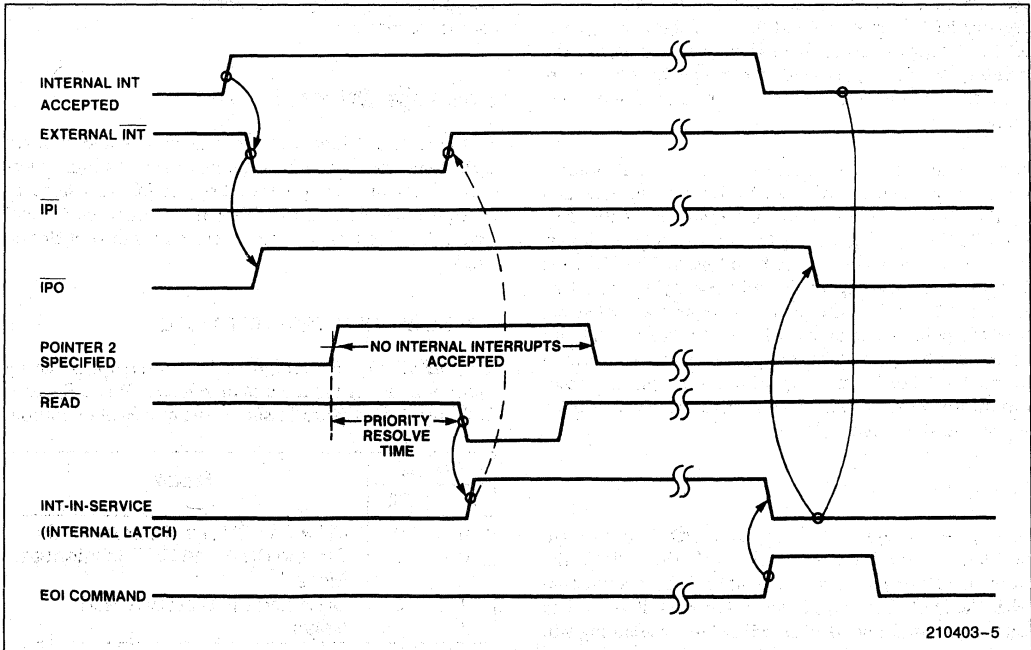 INTERNAL INT
ACCEPTED
EXTERNAL INT
IPI
IPO
POINTER 2
SPECIFIED
NO INTERNAL INTERRUPTS
ACCEPTED
READ
PRIORITY
RESOLVE
TIME
INT-IN-SERVICE
(INTERNAL LATCH)
EOI COMMAND
210403-5